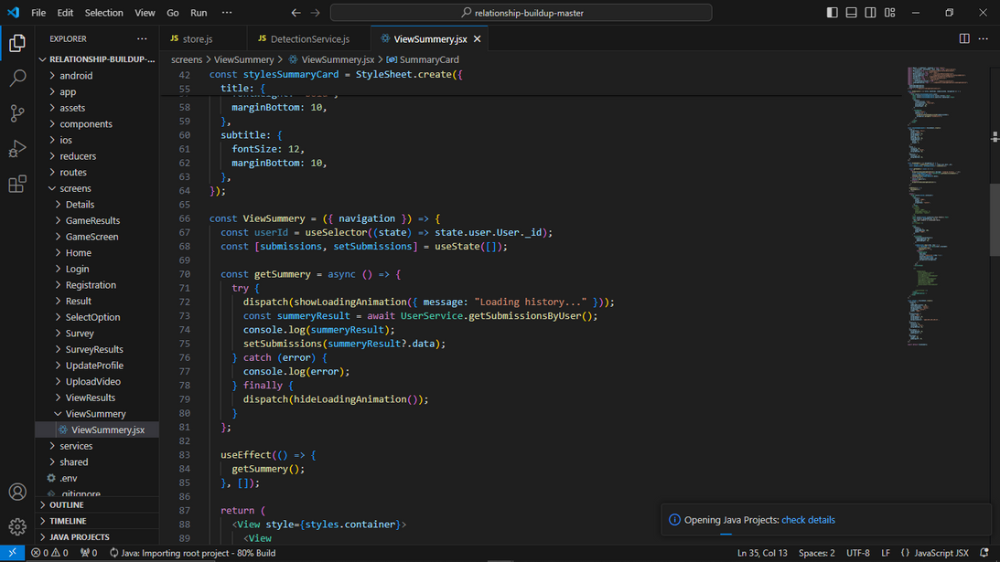 File Edit Selection View Go Run ··· relationship-buildup-master
EXPLORER ···
RELATIONSHIP-BUILDUP-...
android
app
assets
components
ios
reducers
routes
screens
Details
GameResults
GameScreen
Home
Login
Registration
Result
SelectOption
Survey
SurveyResults
UpdateProfile
UploadVideo
ViewResults
ViewSummery
ViewSummery.jsx
services
shared
.env
.gitignore
OUTLINE
TIMELINE
JAVA PROJECTS
JS store.js JS DetectionService.js ViewSummery.jsx
screens > ViewSummery > ViewSummery.jsx > SummaryCard
42 const stylesSummaryCard = StyleSheet.create({
55 title: {
58 marginBottom: 10,
59 },
60 subtitle: {
61 fontSize: 12,
62 marginBottom: 10,
63 },
64 });
65
66 const ViewSummery = ({ navigation }) => {
67 const userId = useSelector((state) => state.user.User._id);
68 const [submissions, setSubmissions] = useState([]);
69
70 const getSummery = async () => {
71 try {
72 dispatch(showLoadingAnimation({ message: "Loading history..." }));
73 const summeryResult = await UserService.getSubmissionsByUser();
74 console.log(summeryResult);
75 setSubmissions(summeryResult?.data);
76 } catch (error) {
77 console.log(error);
78 } finally {
79 dispatch(hideLoadingAnimation());
80 }
81 };
82
83 useEffect(() => {
84 getSummery();
85 }, []);
86
87 return (
88 <View style={styles.container}>
89 <View
Opening Java Projects: check details
0 0 0 Java: Importing root project - 80% Build Ln 35, Col 13 Spaces: 2 UTF-8 LF {} JavaScript JSX